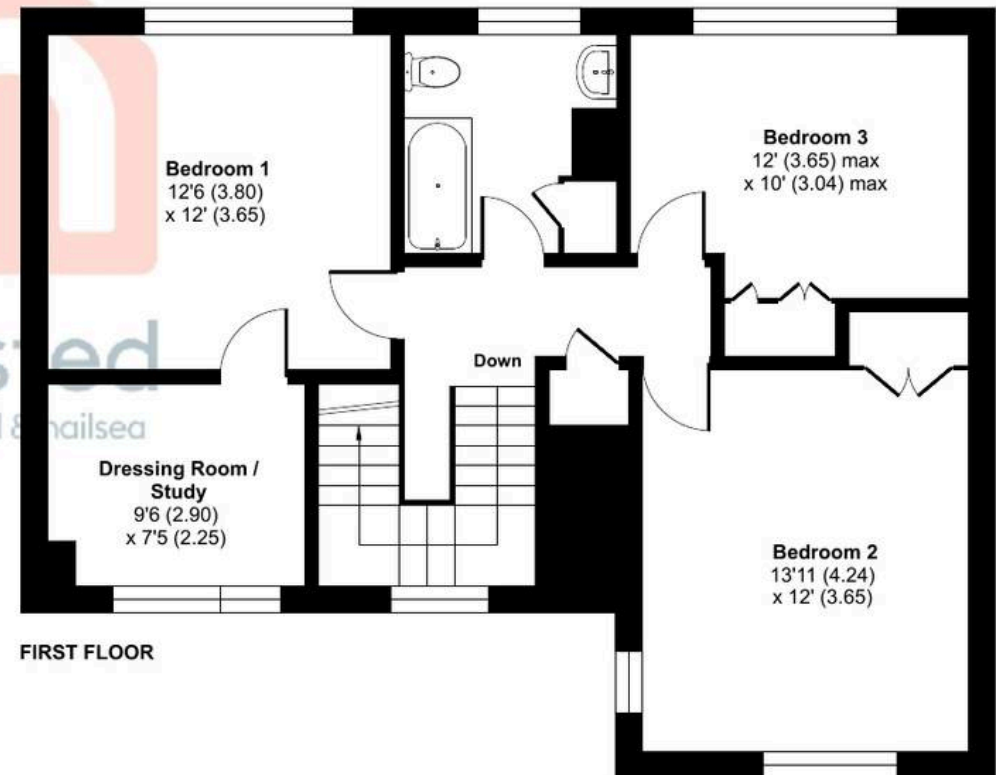 Bedroom 1
12'6 (3.80)
x 12' (3.65)
Bedroom 3
12' (3.65) max
x 10' (3.04) max
Down
Dressing Room /
Study
9'6 (2.90)
x 7'5 (2.25)
Bedroom 2
13'11 (4.24)
x 12' (3.65)
FIRST FLOOR
& nailsea